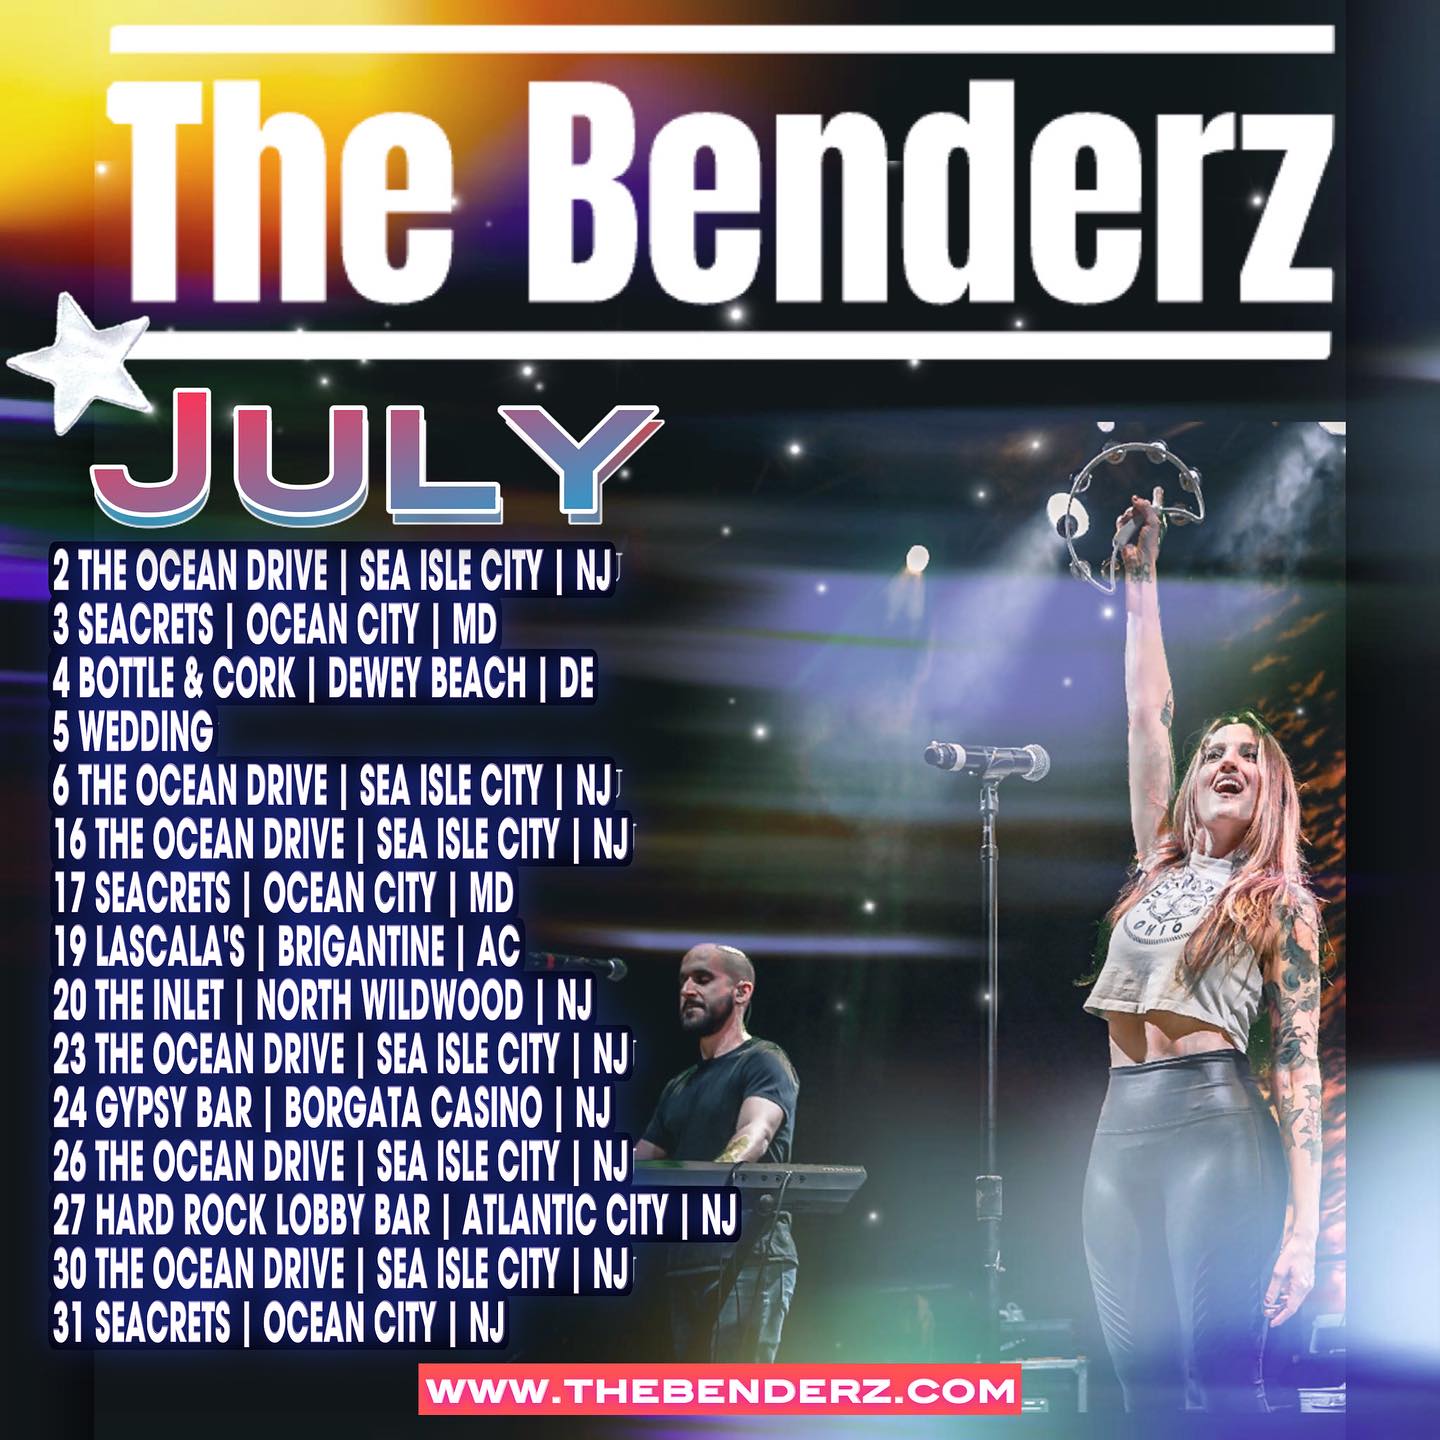 The Benderz
JULY
2 THE OCEAN DRIVE | SEA ISLE CITY | NJ
3 SEACRETS | OCEAN CITY | MD
4 BOTTLE & CORK | DEWEY BEACH | DE
5 WEDDING
6 THE OCEAN DRIVE | SEA ISLE CITY | NJ
16 THE OCEAN DRIVE | SEA ISLE CITY | NJ
17 SEACRETS | OCEAN CITY | MD
19 LASCALA'S | BRIGANTINE | AC
20 THE INLET | NORTH WILDWOOD | NJ
23 THE OCEAN DRIVE | SEA ISLE CITY | NJ
24 GYPSY BAR | BORGATA CASINO | NJ
26 THE OCEAN DRIVE | SEA ISLE CITY | NJ
27 HARD ROCK LOBBY BAR | ATLANTIC CITY | NJ
30 THE OCEAN DRIVE | SEA ISLE CITY | NJ
31 SEACRETS | OCEAN CITY | NJ
OHIO
WWW.THEBENDERZ.COM